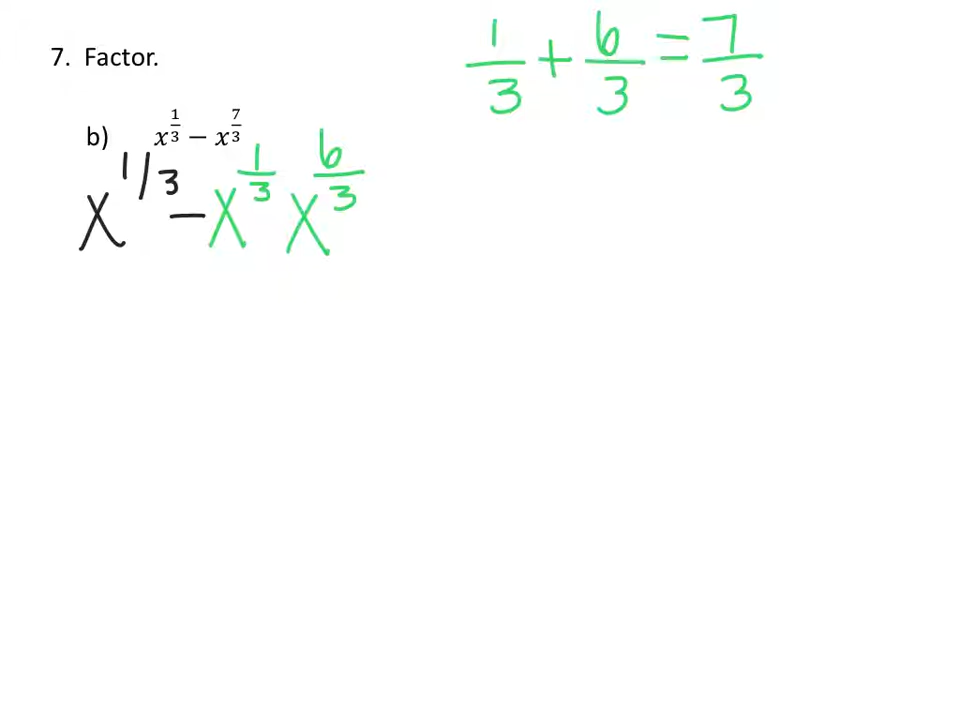 7. Factor.
1/3 + 6/3 = 7/3
b) x^{1/3} − x^{7/3}
x^{1/3} − x^{1/3} x^{6/3}